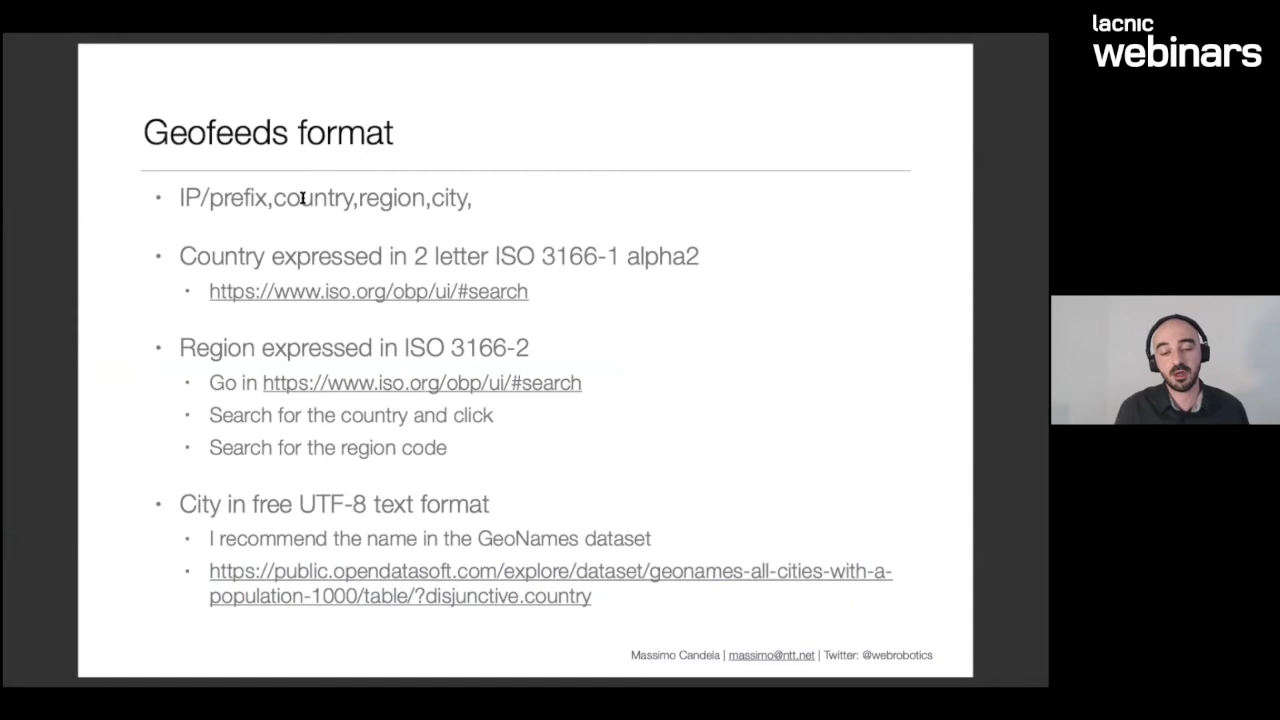 lacnic
webinars
Geofeeds format
• IP/prefix,country,region,city,
• Country expressed in 2 letter ISO 3166-1 alpha2
• https://www.iso.org/obp/ui/#search
• Region expressed in ISO 3166-2
• Go in https://www.iso.org/obp/ui/#search
• Search for the country and click
• Search for the region code
• City in free UTF-8 text format
• I recommend the name in the GeoNames dataset
• https://public.opendatasoft.com/explore/dataset/geonames-all-cities-with-a-
population-1000/table/?disjunctive.country
Massimo Candela | massimo@ntt.net | Twitter: @webrobotics